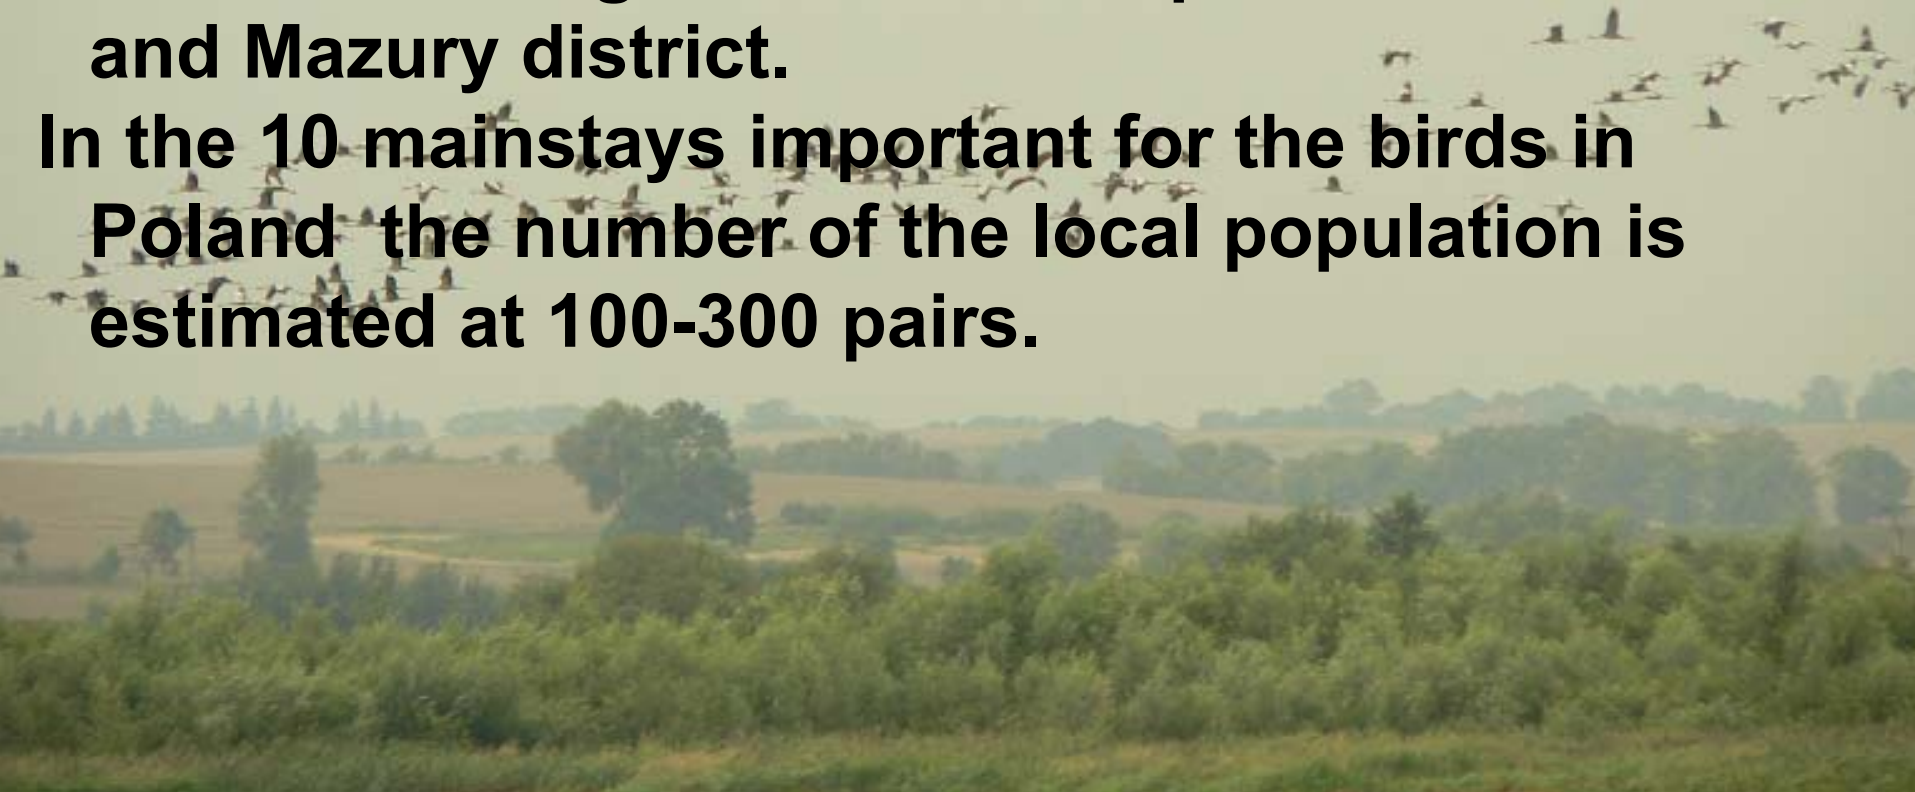 and Mazury district.
In the 10 mainstays important for the birds in
Poland  the number of the local population is
estimated at 100-300 pairs.